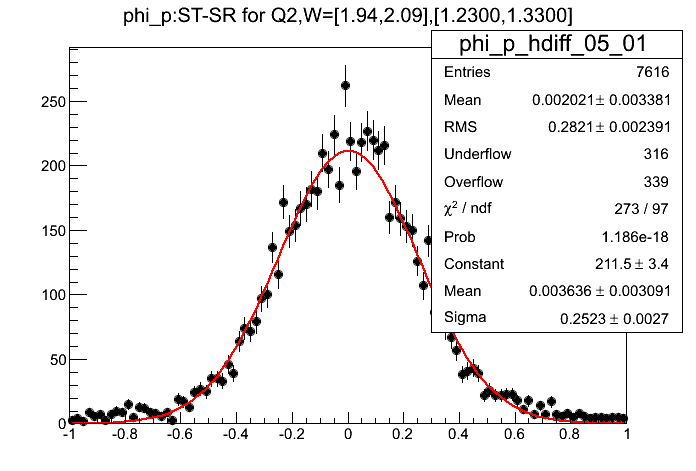 phi_p:ST-SR for Q2,W=[1.94,2.09],[1.2300,1.3300]
phi_p_hdiff_05_01
Entries 7616
Mean 0.002021± 0.003381
RMS 0.2821± 0.002391
Underflow 316
Overflow 339
χ² / ndf 273 / 97
Prob 1.186e-18
Constant 211.5 ± 3.4
Mean 0.003636 ± 0.003091
Sigma 0.2523 ± 0.0027
250
200
150
100
50
0
-1 -0.8 -0.6 -0.4 -0.2 0 0.2 0.4 0.6 0.8 1